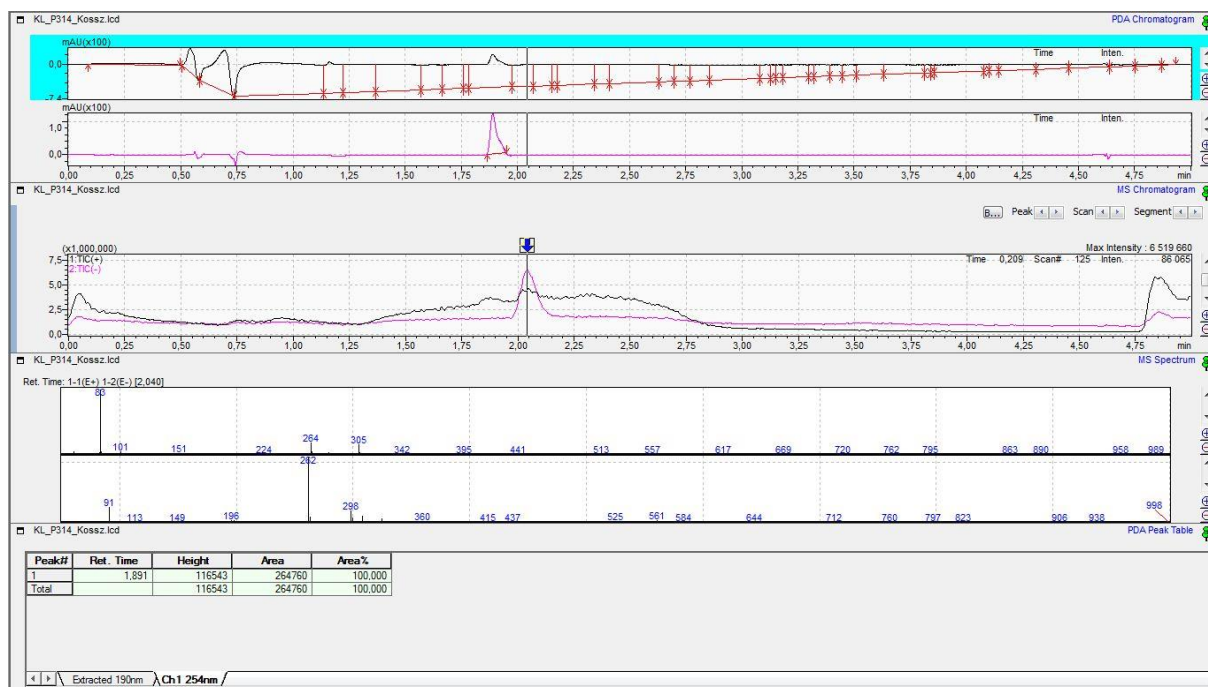 KL_P314_Kossz.lcd PDA Chromatogram
mAU(x100)
Time Inten.
0,0
-7,4
mAU(x100)
Time Inten.
1,0
0,0
0,00 0,25 0,50 0,75 1,00 1,25 1,50 1,75 2,00 2,25 2,50 2,75 3,00 3,25 3,50 3,75 4,00 4,25 4,50 4,75 min
KL_P314_Kossz.lcd MS Chromatogram
B... Peak Scan Segment
(x1,000,000) Max Intensity : 6 519 660
7,5 1:TIC(+) Time 0,209 Scan# 125 Inten. 86 065
2:TIC(-)
5,0
2,5
0,0
0,00 0,25 0,50 0,75 1,00 1,25 1,50 1,75 2,00 2,25 2,50 2,75 3,00 3,25 3,50 3,75 4,00 4,25 4,50 4,75 min
KL_P314_Kossz.lcd MS Spectrum
Ret. Time: 1-1(E+) 1-2(E-) [2,040]
83
101 151 224 264 305 342 395 441 513 557 617 669 720 762 795 863 890 958 989
282
91 113 149 196 298 360 415 437 525 561 584 644 712 760 797 823 906 938 998
KL_P314_Kossz.lcd PDA Peak Table
Peak# Ret. Time Height Area Area%
1 1,891 116543 264760 100,000
Total 116543 264760 100,000
Extracted 190nm Ch1 254nm